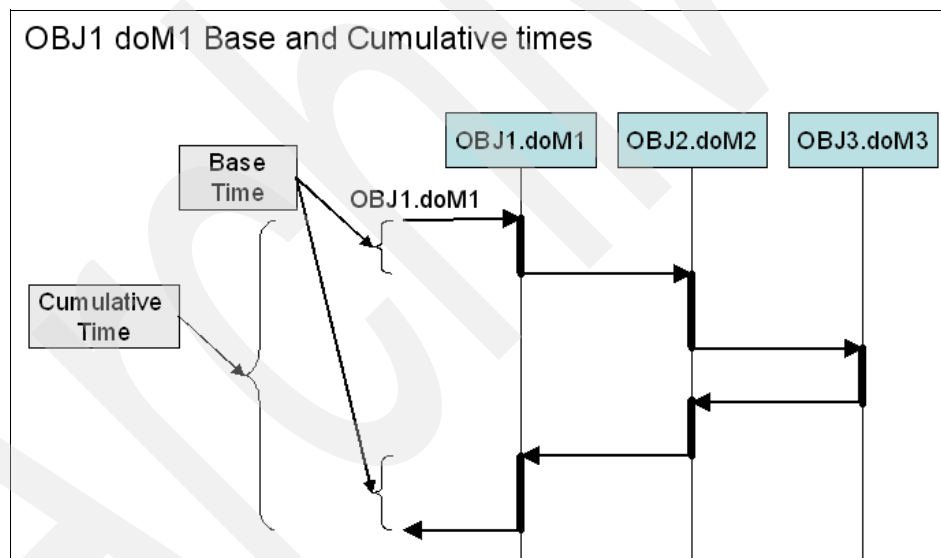 OBJ1 doM1 Base and Cumulative times
OBJ1.doM1
OBJ2.doM2
OBJ3.doM3
Base
Time
OBJ1.doM1
Cumulative
Time